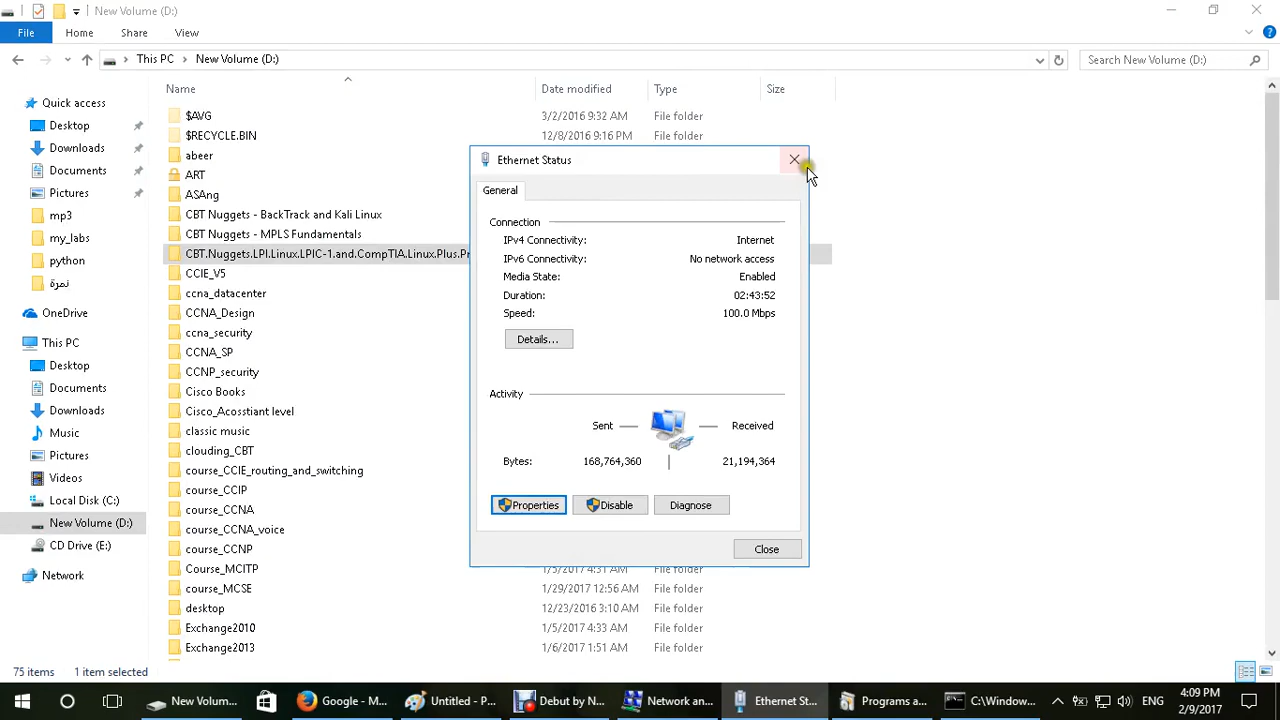 New Volume (D:)
File Home Share View
This PC New Volume (D:) Search New Volume (D:)
Name Date modified Type Size
Quick access
Desktop
Downloads
Documents
Pictures
mp3
my_labs
python
نمرة
OneDrive
This PC
Desktop
Documents
Downloads
Music
Pictures
Videos
Local Disk (C:)
New Volume (D:)
CD Drive (E:)
Network
$AVG 3/2/2016 9:32 AM File folder
$RECYCLE.BIN 12/8/2016 9:16 PM File folder
abeer
ART
ASAng
CBT Nuggets - BackTrack and Kali Linux
CBT Nuggets - MPLS Fundamentals
CBT.Nuggets.LPI.Linux.LPIC-1.and.CompTIA.Linux.Plus.Pr
CCIE_V5
ccna_datacenter
CCNA_Design
ccna_security
CCNA_SP
CCNP_security
Cisco Books
Cisco_Acosstiant level
classic music
clouding_CBT
course_CCIE_routing_and_switching
course_CCIP
course_CCNA
course_CCNA_voice
course_CCNP
Course_MCITP 1/5/2017 4:31 AM File folder
course_MCSE 1/29/2017 12:56 AM File folder
desktop 12/23/2016 3:10 AM File folder
Exchange2010 1/5/2017 4:33 AM File folder
Exchange2013 1/6/2017 1:51 AM File folder
Ethernet Status
General
Connection
IPv4 Connectivity: Internet
IPv6 Connectivity: No network access
Media State: Enabled
Duration: 02:43:52
Speed: 100.0 Mbps
Details...
Activity
Sent Received
Bytes: 168,764,360 21,194,364
Properties Disable Diagnose
Close
75 items 1 item selected
New Volum... Google - M... Untitled - P... Debut by N... Network an... Ethernet St... Programs a... C:\Window... ENG 4:09 PM
2/9/2017